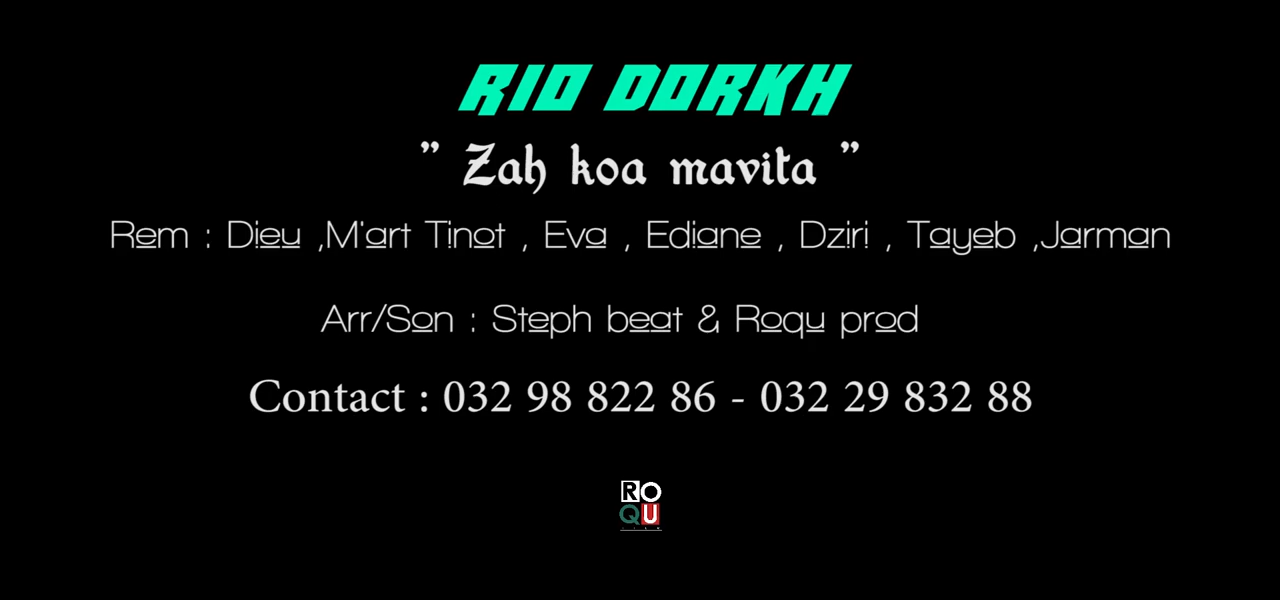 RIO DORKH
" Zah koa mavita "
Rem : Dieu ,M'art Tinot , Eva , Ediane , Dziri , Tayeb ,Jarman
Arr/Son : Steph beat & Roqu prod
Contact : 032 98 822 86 - 032 29 832 88
RO
QU